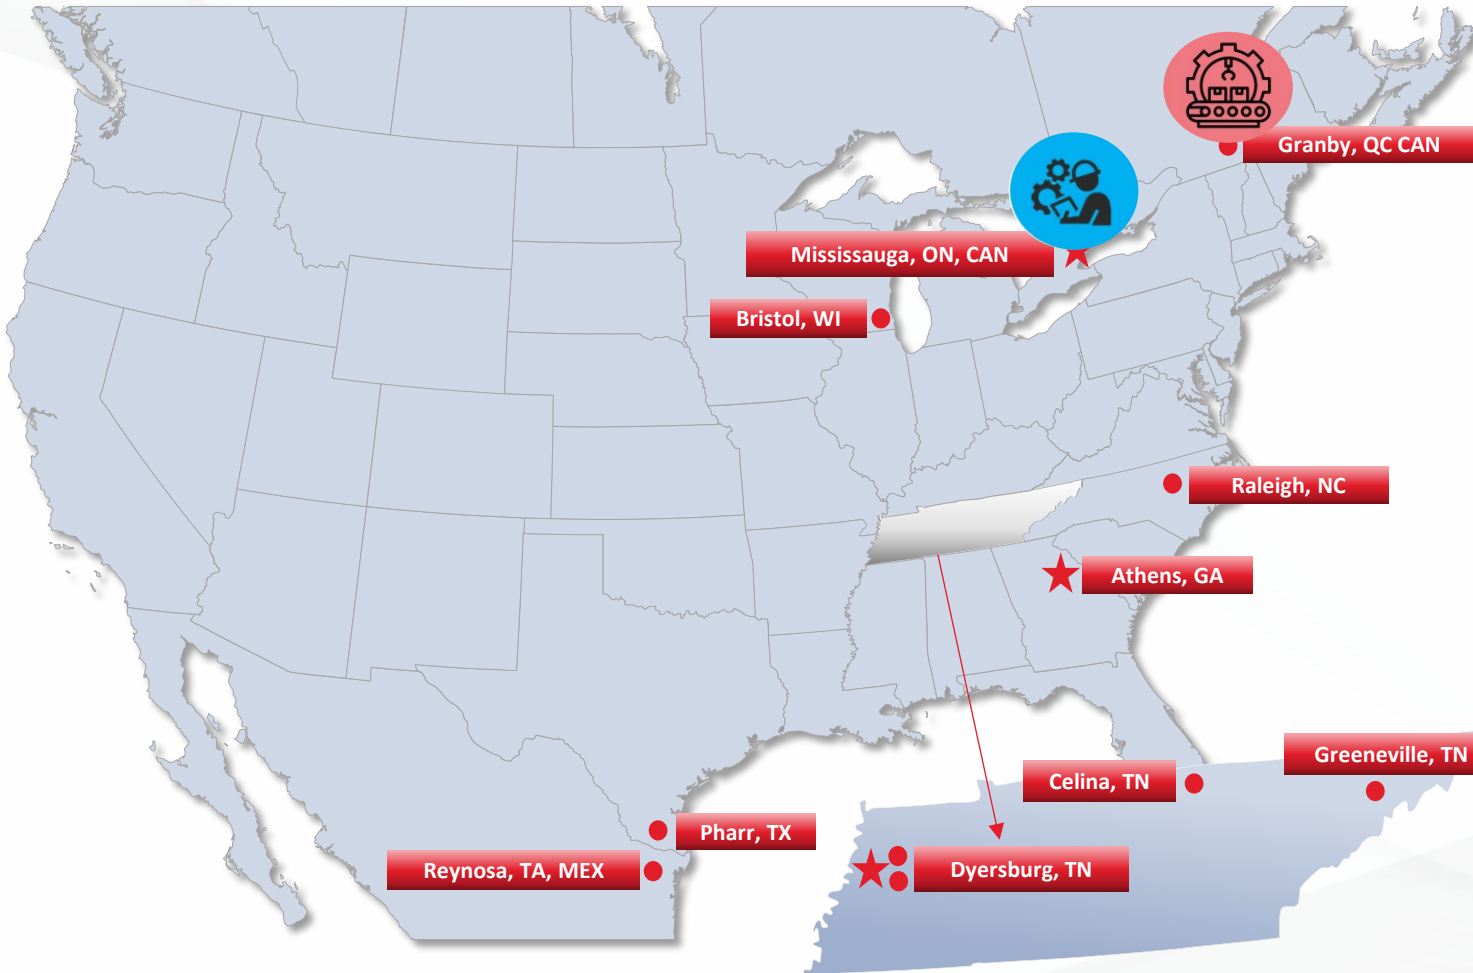 Granby, QC CAN
Mississauga, ON, CAN
Bristol, WI
Raleigh, NC
Athens, GA
Greeneville, TN
Celina, TN
Pharr, TX
Reynosa, TA, MEX
Dyersburg, TN